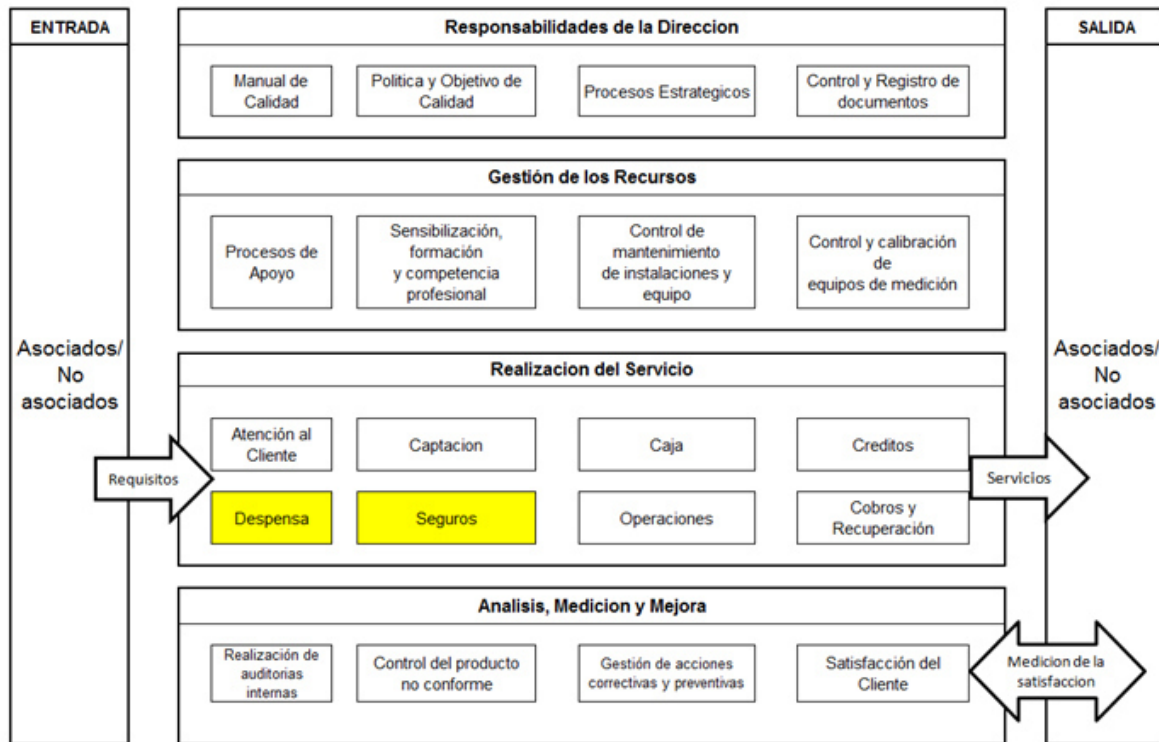 ENTRADA
Asociados/
No
asociados
Requisitos
Responsabilidades de la Direccion
Manual de
Calidad
Politica y Objetivo de
Calidad
Procesos Estrategicos
Control y Registro de
documentos
Gestión de los Recursos
Procesos de
Apoyo
Sensibilización,
formación
y competencia
profesional
Control de
mantenimiento
de instalaciones y
equipo
Control y calibración
de
equipos de medición
Realizacion del Servicio
Atención al
Cliente
Captacion
Caja
Creditos
Despensa
Seguros
Operaciones
Cobros y
Recuperación
Analisis, Medicion y Mejora
Realización de
auditorias
internas
Control del producto
no conforme
Gestión de acciones
correctivas y preventivas
Satisfacción del
Cliente
SALIDA
Asociados/
No
asociados
Servicios
Medicion de la
satisfaccion